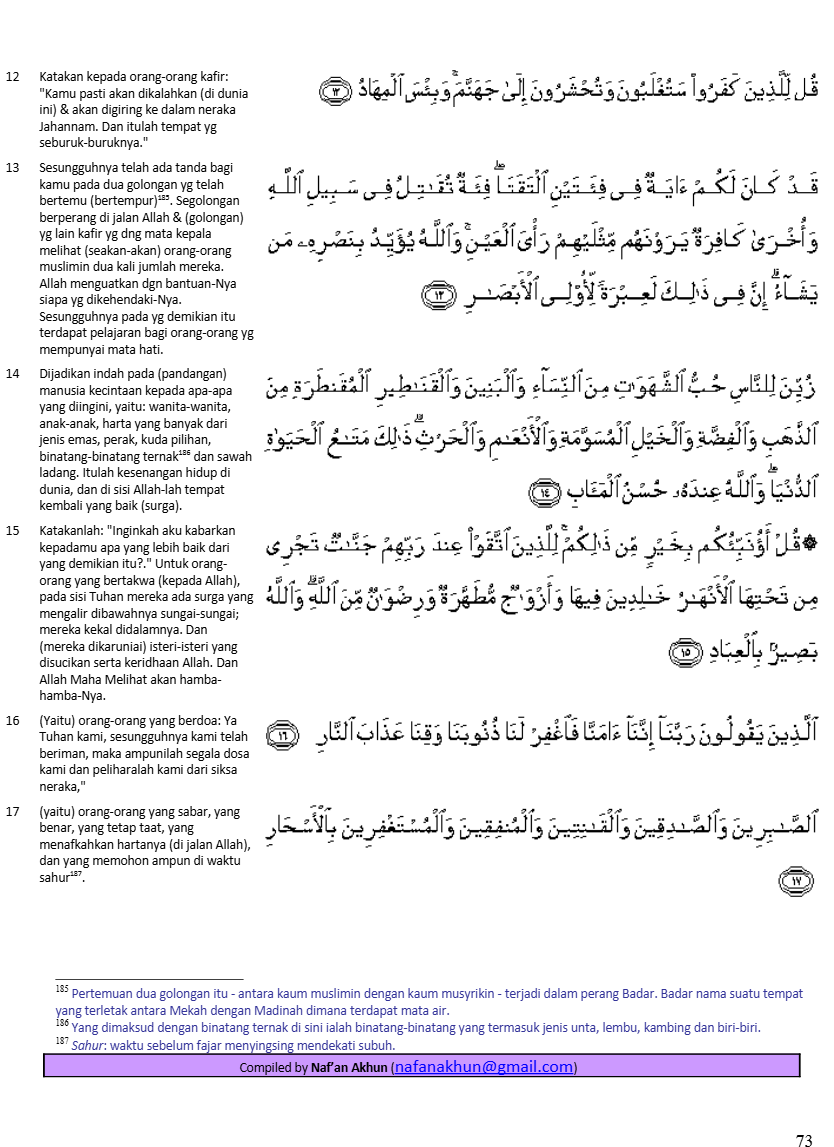 12 Katakan kepada orang-orang kafir:
"Kamu pasti akan dikalahkan (di dunia
ini) & akan digiring ke dalam neraka
Jahannam. Dan itulah tempat yg
seburuk-buruknya."
قُل لِّلَّذِينَ كَفَرُوا۟ سَتُغْلَبُونَ وَتُحْشَرُونَ إِلَىٰ جَهَنَّمَ ۚ وَبِئْسَ ٱلْمِهَادُ ﴿١٢﴾
13 Sesungguhnya telah ada tanda bagi
kamu pada dua golongan yg telah
bertemu (bertempur)¹⁸⁵. Segolongan
berperang di jalan Allah & (golongan)
yg lain kafir yg dng mata kepala
melihat (seakan-akan) orang-orang
muslimin dua kali jumlah mereka.
Allah menguatkan dgn bantuan-Nya
siapa yg dikehendaki-Nya.
Sesungguhnya pada yg demikian itu
terdapat pelajaran bagi orang-orang yg
mempunyai mata hati.
قَدْ كَانَ لَكُمْ ءَايَةٌ فِى فِئَتَيْنِ ٱلْتَقَتَا ۖ فِئَةٌ تُقَـٰتِلُ فِى سَبِيلِ ٱللَّهِ
وَأُخْرَىٰ كَافِرَةٌ يَرَوْنَهُم مِّثْلَيْهِمْ رَأْىَ ٱلْعَيْنِ ۚ وَٱللَّهُ يُؤَيِّدُ بِنَصْرِهِۦ مَن
يَشَآءُ ۗ إِنَّ فِى ذَٰلِكَ لَعِبْرَةً لِّأُو۟لِى ٱلْأَبْصَـٰرِ ﴿١٣﴾
14 Dijadikan indah pada (pandangan)
manusia kecintaan kepada apa-apa
yang diingini, yaitu: wanita-wanita,
anak-anak, harta yang banyak dari
jenis emas, perak, kuda pilihan,
binatang-binatang ternak¹⁸⁶ dan sawah
ladang. Itulah kesenangan hidup di
dunia, dan di sisi Allah-lah tempat
kembali yang baik (surga).
زُيِّنَ لِلنَّاسِ حُبُّ ٱلشَّهَوَٰتِ مِنَ ٱلنِّسَآءِ وَٱلْبَنِينَ وَٱلْقَنَـٰطِيرِ ٱلْمُقَنطَرَةِ مِنَ
ٱلذَّهَبِ وَٱلْفِضَّةِ وَٱلْخَيْلِ ٱلْمُسَوَّمَةِ وَٱلْأَنْعَـٰمِ وَٱلْحَرْثِ ۗ ذَٰلِكَ مَتَـٰعُ ٱلْحَيَوٰةِ
ٱلدُّنْيَا ۖ وَٱللَّهُ عِندَهُۥ حُسْنُ ٱلْمَـَٔابِ ﴿١٤﴾
15 Katakanlah: "Inginkah aku kabarkan
kepadamu apa yang lebih baik dari
yang demikian itu?." Untuk orang-
orang yang bertakwa (kepada Allah),
pada sisi Tuhan mereka ada surga yang
mengalir dibawahnya sungai-sungai;
mereka kekal didalamnya. Dan
(mereka dikaruniai) isteri-isteri yang
disucikan serta keridhaan Allah. Dan
Allah Maha Melihat akan hamba-
hamba-Nya.
۞ قُلْ أَؤُنَبِّئُكُم بِخَيْرٍ مِّن ذَٰلِكُمْ ۚ لِلَّذِينَ ٱتَّقَوْا۟ عِندَ رَبِّهِمْ جَنَّـٰتٌ تَجْرِى
مِن تَحْتِهَا ٱلْأَنْهَـٰرُ خَـٰلِدِينَ فِيهَا وَأَزْوَٰجٌ مُّطَهَّرَةٌ وَرِضْوَٰنٌ مِّنَ ٱللَّهِ ۗ وَٱللَّهُ
بَصِيرٌۢ بِٱلْعِبَادِ ﴿١٥﴾
16 (Yaitu) orang-orang yang berdoa: Ya
Tuhan kami, sesungguhnya kami telah
beriman, maka ampunilah segala dosa
kami dan peliharalah kami dari siksa
neraka,"
ٱلَّذِينَ يَقُولُونَ رَبَّنَآ إِنَّنَآ ءَامَنَّا فَٱغْفِرْ لَنَا ذُنُوبَنَا وَقِنَا عَذَابَ ٱلنَّارِ ﴿١٦﴾
17 (yaitu) orang-orang yang sabar, yang
benar, yang tetap taat, yang
menafkahkan hartanya (di jalan Allah),
dan yang memohon ampun di waktu
sahur¹⁸⁷.
ٱلصَّـٰبِرِينَ وَٱلصَّـٰدِقِينَ وَٱلْقَـٰنِتِينَ وَٱلْمُنفِقِينَ وَٱلْمُسْتَغْفِرِينَ بِٱلْأَسْحَارِ
﴿١٧﴾
¹⁸⁵ Pertemuan dua golongan itu - antara kaum muslimin dengan kaum musyrikin - terjadi dalam perang Badar. Badar nama suatu tempat
yang terletak antara Mekah dengan Madinah dimana terdapat mata air.
¹⁸⁶ Yang dimaksud dengan binatang ternak di sini ialah binatang-binatang yang termasuk jenis unta, lembu, kambing dan biri-biri.
¹⁸⁷ Sahur: waktu sebelum fajar menyingsing mendekati subuh.
Compiled by Naf'an Akhun (nafanakhun@gmail.com)
73